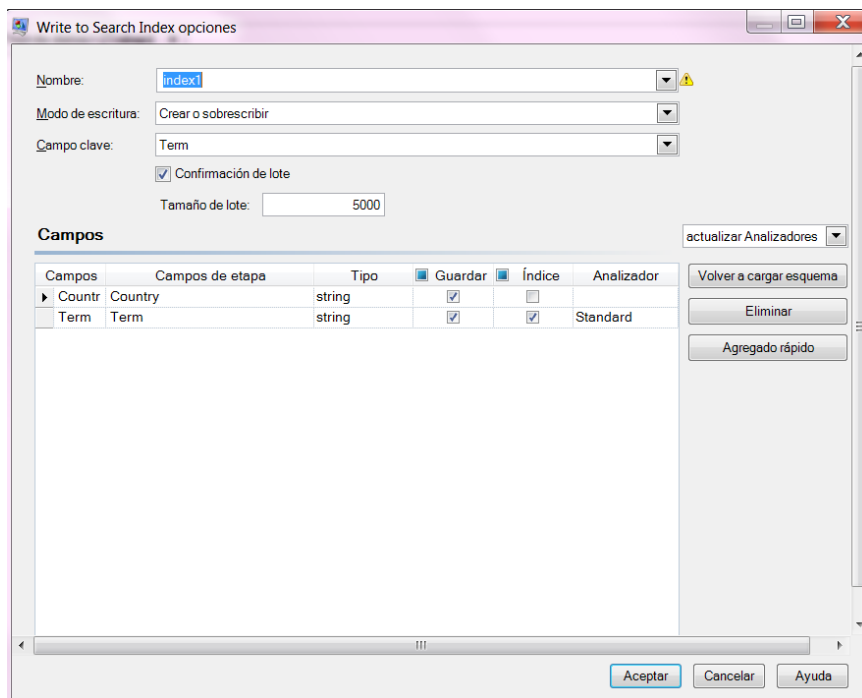 Write to Search Index opciones
Nombre: index1
Modo de escritura: Crear o sobrescribir
Campo clave: Term
Confirmación de lote
Tamaño de lote: 5000
Campos actualizar Analizadores
Campos Campos de etapa Tipo Guardar Índice Analizador Volver a cargar esquema
Countr Country string
Eliminar
Term Term string Standard
Agregado rápido
Aceptar Cancelar Ayuda